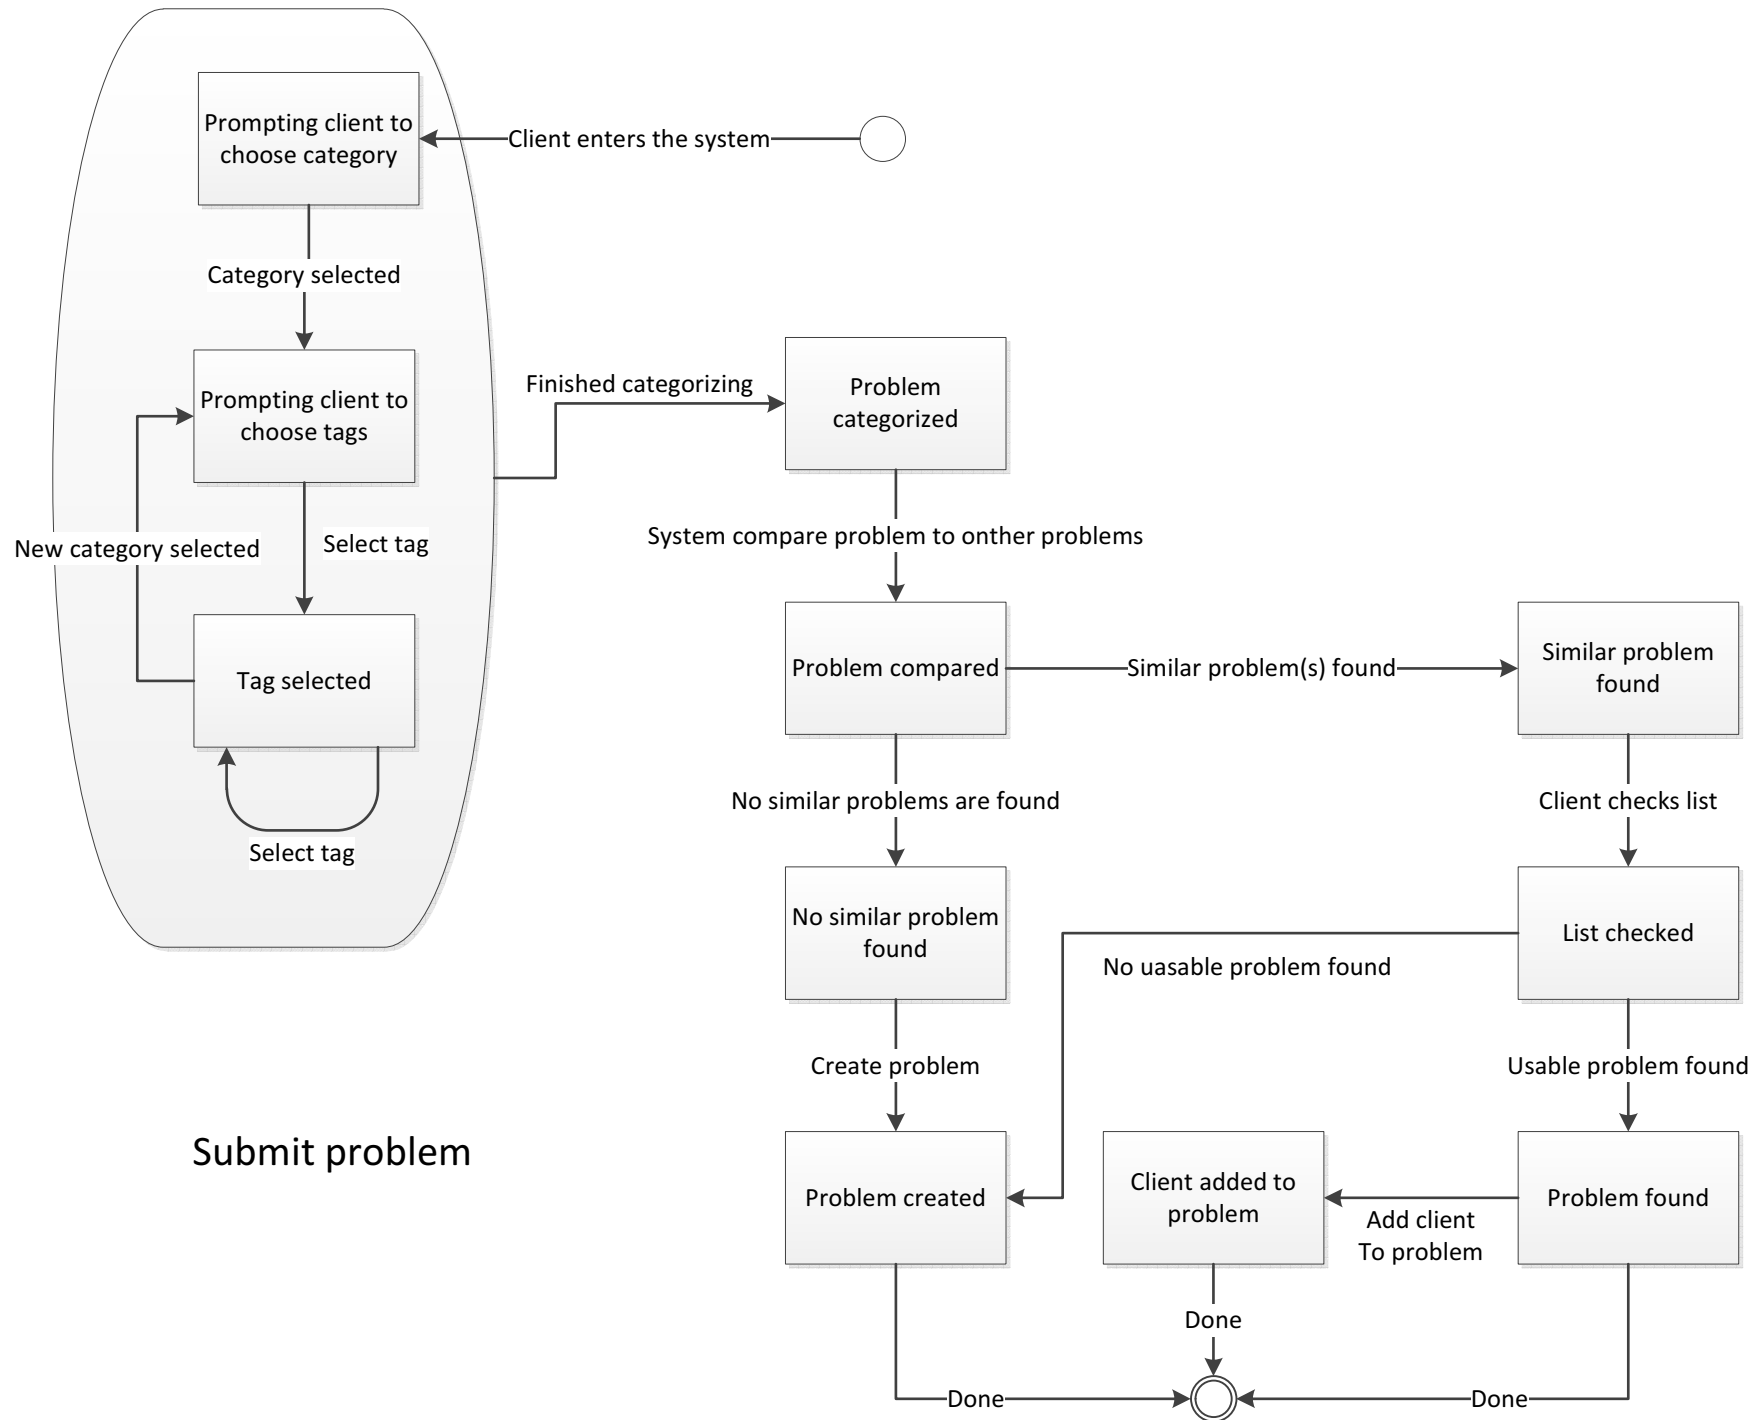 Prompting client to
choose category
Client enters the system
Category selected
Prompting client to
choose tags
Finished categorizing
Problem
categorized
New category selected
Select tag
System compare problem to onther problems
Tag selected
Problem compared
Similar problem(s) found
Similar problem
found
Select tag
No similar problems are found
Client checks list
No similar problem
found
List checked
No uasable problem found
Create problem
Usable problem found
Submit problem
Problem created
Client added to
problem
Add client
To problem
Problem found
Done
Done
Done